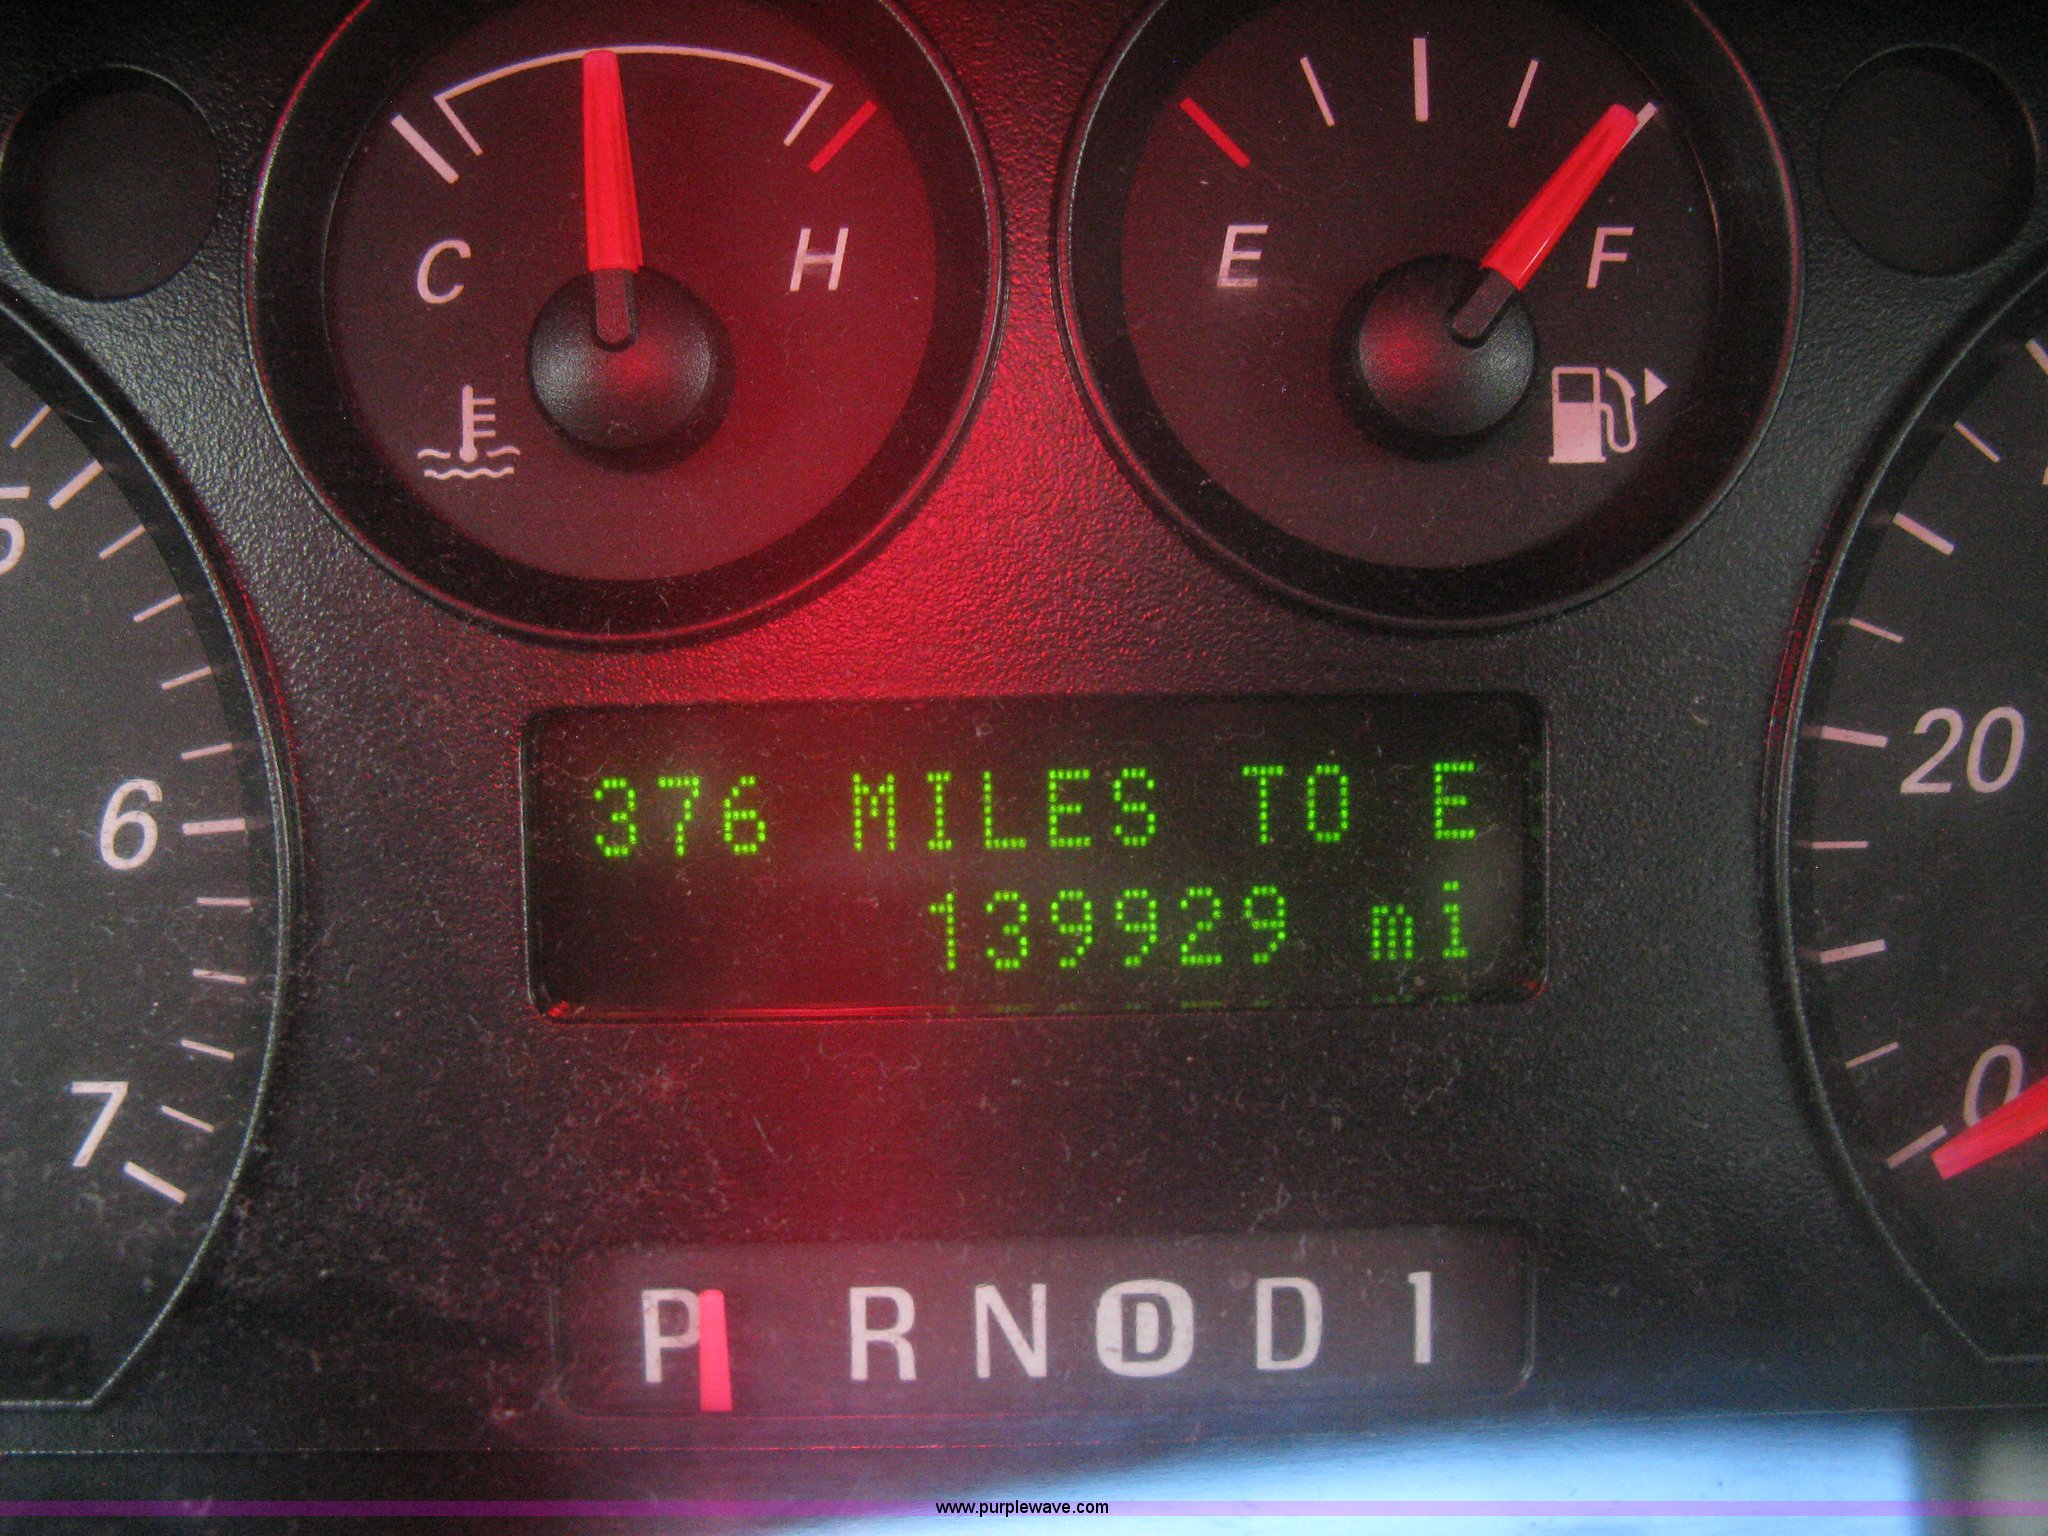 C H
E F
5
6
7
20
0
376 MILES TO E
139929 mi
P R N D D 1
www.purplewave.com